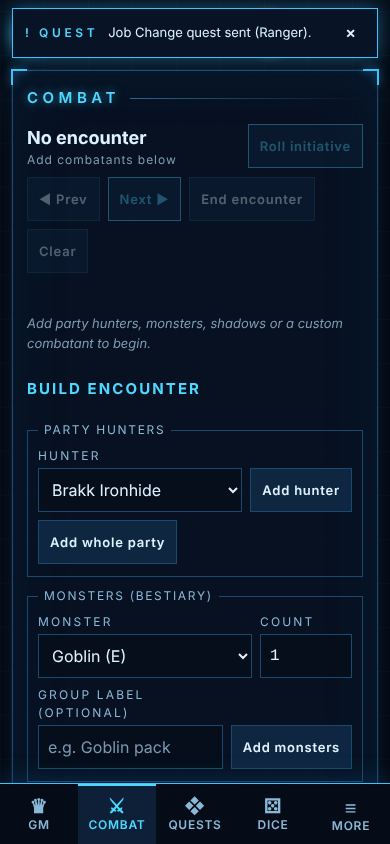 ! QUEST Job Change quest sent (Ranger). ×
COMBAT
No encounter
Add combatants below
Roll initiative
◀ Prev
Next ▶
End encounter
Clear
Add party hunters, monsters, shadows or a custom
combatant to begin.
BUILD ENCOUNTER
PARTY HUNTERS
HUNTER
Brakk Ironhide
Add hunter
Add whole party
MONSTERS (BESTIARY)
MONSTER
COUNT
Goblin (E)
1
GROUP LABEL
(OPTIONAL)
e.g. Goblin pack
Add monsters
GM
COMBAT
QUESTS
DICE
MORE